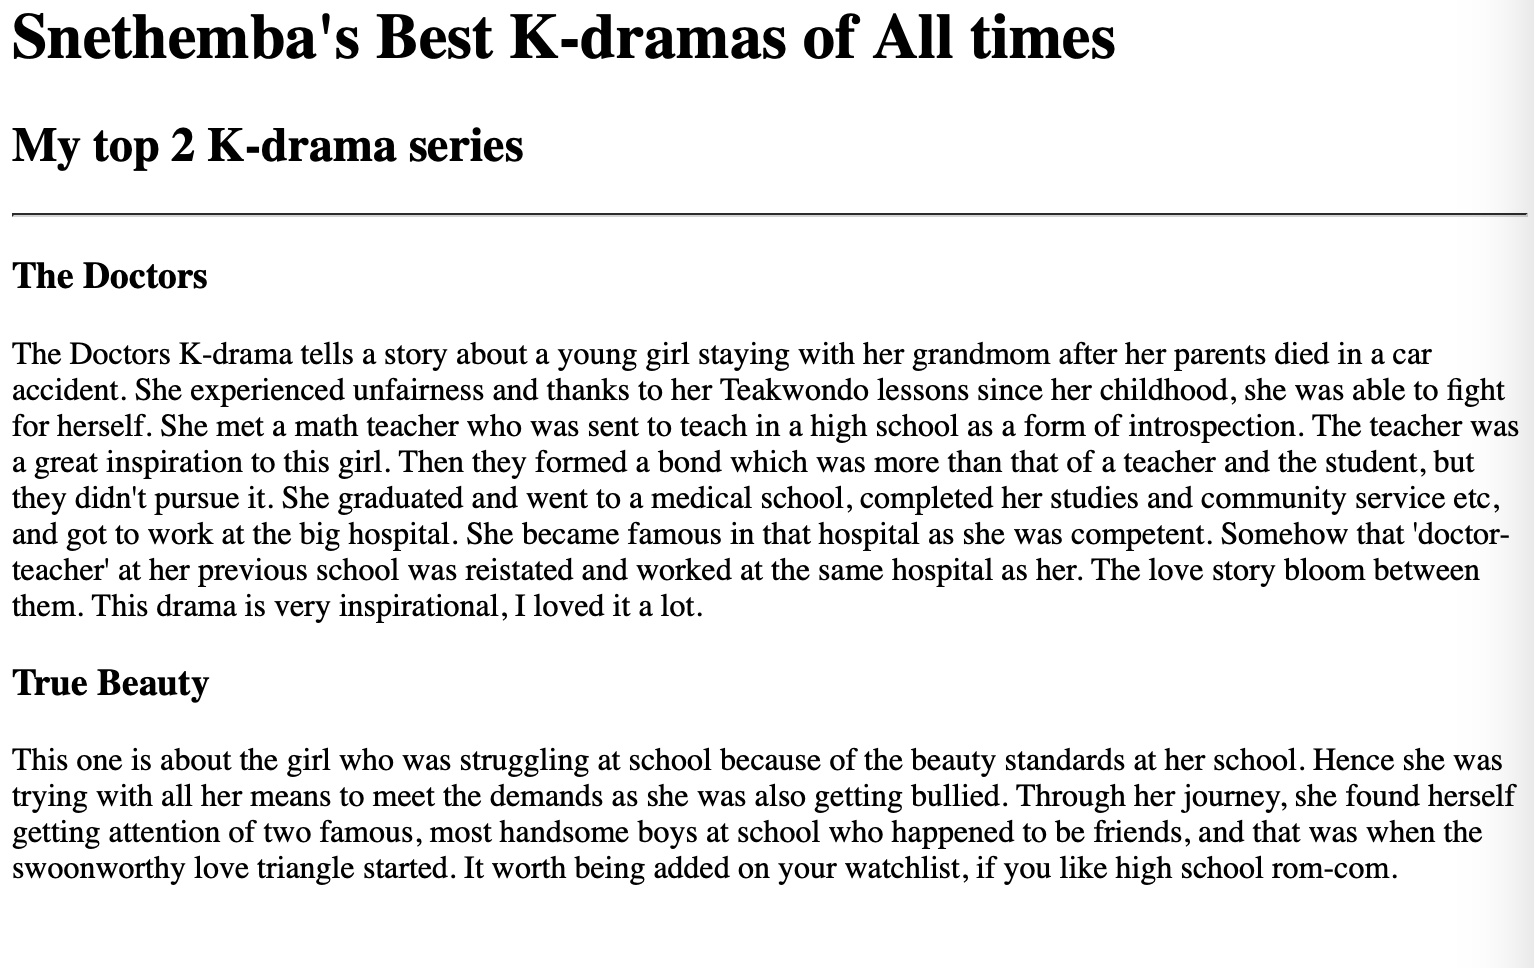 Snethemba's Best K-dramas of All times
My top 2 K-drama series
The Doctors
The Doctors K-drama tells a story about a young girl staying with her grandmom after her parents died in a car
accident. She experienced unfairness and thanks to her Teakwondo lessons since her childhood, she was able to fight
for herself. She met a math teacher who was sent to teach in a high school as a form of introspection. The teacher was
a great inspiration to this girl. Then they formed a bond which was more than that of a teacher and the student, but
they didn't pursue it. She graduated and went to a medical school, completed her studies and community service etc,
and got to work at the big hospital. She became famous in that hospital as she was competent. Somehow that 'doctor-
teacher' at her previous school was reistated and worked at the same hospital as her. The love story bloom between
them. This drama is very inspirational, I loved it a lot.
True Beauty
This one is about the girl who was struggling at school because of the beauty standards at her school. Hence she was
trying with all her means to meet the demands as she was also getting bullied. Through her journey, she found herself
getting attention of two famous, most handsome boys at school who happened to be friends, and that was when the
swoonworthy love triangle started. It worth being added on your watchlist, if you like high school rom-com.